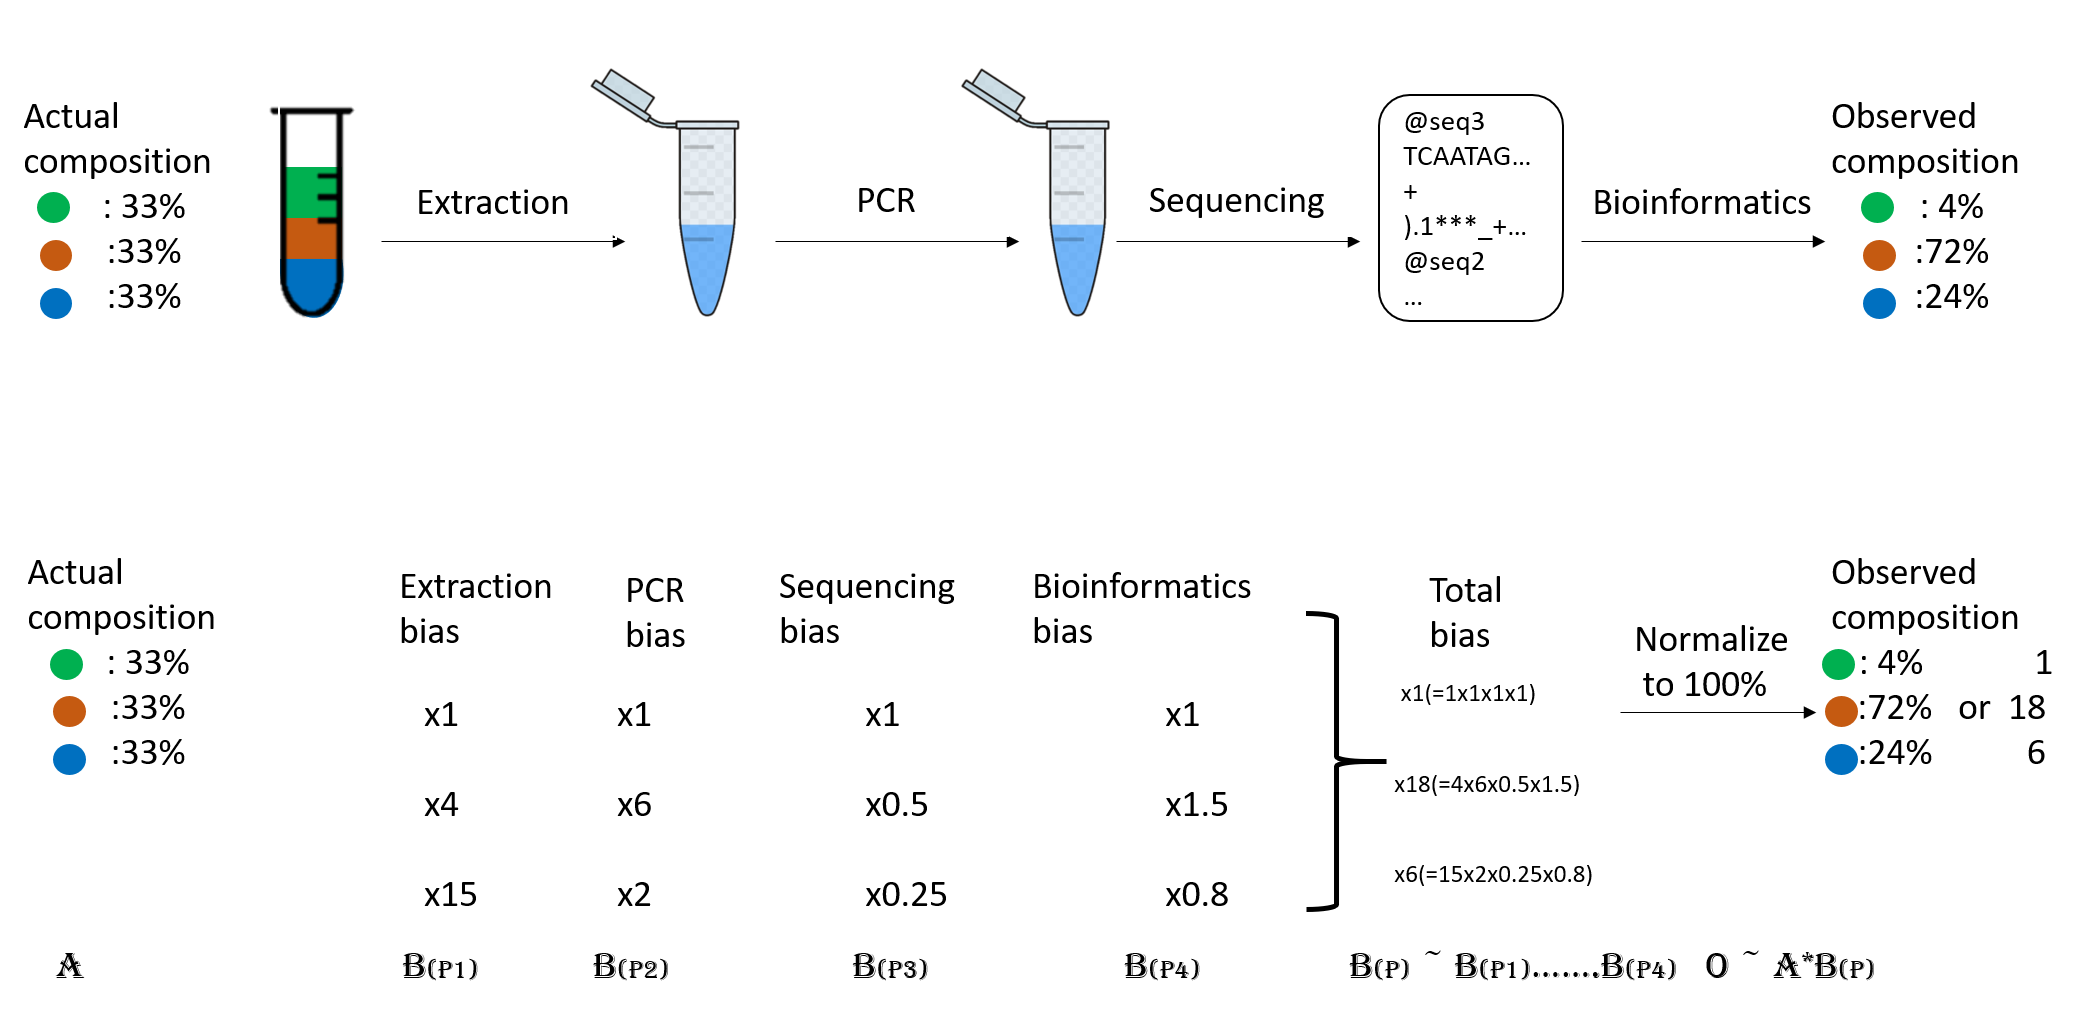 Actual
composition
: 33%
:33%
:33%
Extraction
PCR
Sequencing
@seq3
TCAATAG...
+
).1***_+...
@seq2
...
Bioinformatics
Observed
composition
: 4%
:72%
:24%
Actual
composition
: 33%
:33%
:33%
Extraction
bias
x1
x4
x15
PCR
bias
x1
x6
x2
Sequencing
bias
x1
x0.5
x0.25
Bioinformatics
bias
x1
x1.5
x0.8
Total
bias
x1(=1x1x1x1)
x18(=4x6x0.5x1.5)
x6(=15x2x0.25x0.8)
Normalize
to 100%
Observed
composition
: 4% 1
:72% or 18
:24% 6
A B(P1) B(P2) B(P3) B(P4) B(P) ~ B(P1).......B(P4) O ~ A*B(P)